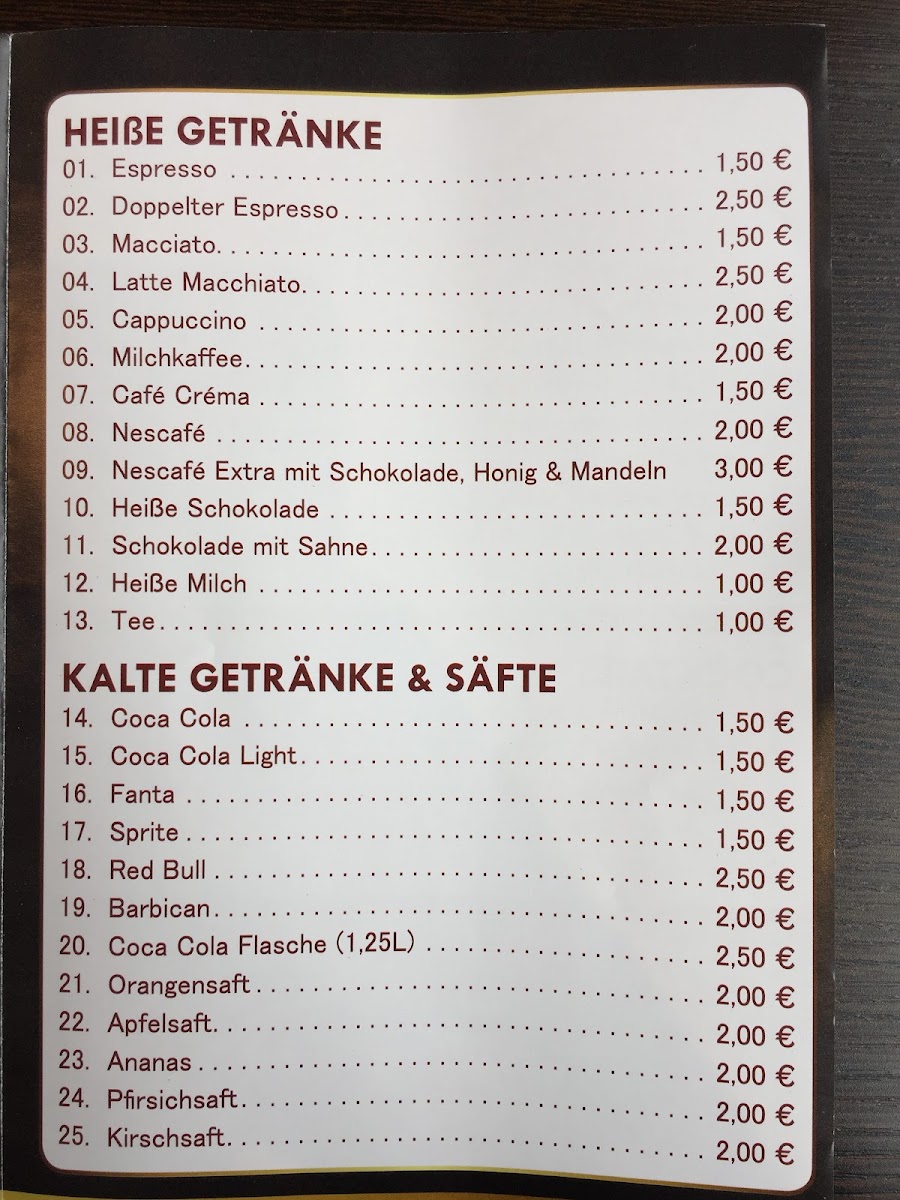 HEIßE GETRÄNKE
01. Espresso 1,50 €
02. Doppelter Espresso 2,50 €
03. Macciato 1,50 €
04. Latte Macchiato 2,50 €
05. Cappuccino 2,00 €
06. Milchkaffee 2,00 €
07. Café Créma 1,50 €
08. Nescafé 2,00 €
09. Nescafé Extra mit Schokolade, Honig & Mandeln 3,00 €
10. Heiße Schokolade 1,50 €
11. Schokolade mit Sahne 2,00 €
12. Heiße Milch 1,00 €
13. Tee 1,00 €
KALTE GETRÄNKE & SÄFTE
14. Coca Cola 1,50 €
15. Coca Cola Light 1,50 €
16. Fanta 1,50 €
17. Sprite 1,50 €
18. Red Bull 2,50 €
19. Barbican 2,00 €
20. Coca Cola Flasche (1,25L) 2,50 €
21. Orangensaft 2,00 €
22. Apfelsaft 2,00 €
23. Ananas 2,00 €
24. Pfirsichsaft 2,00 €
25. Kirschsaft 2,00 €